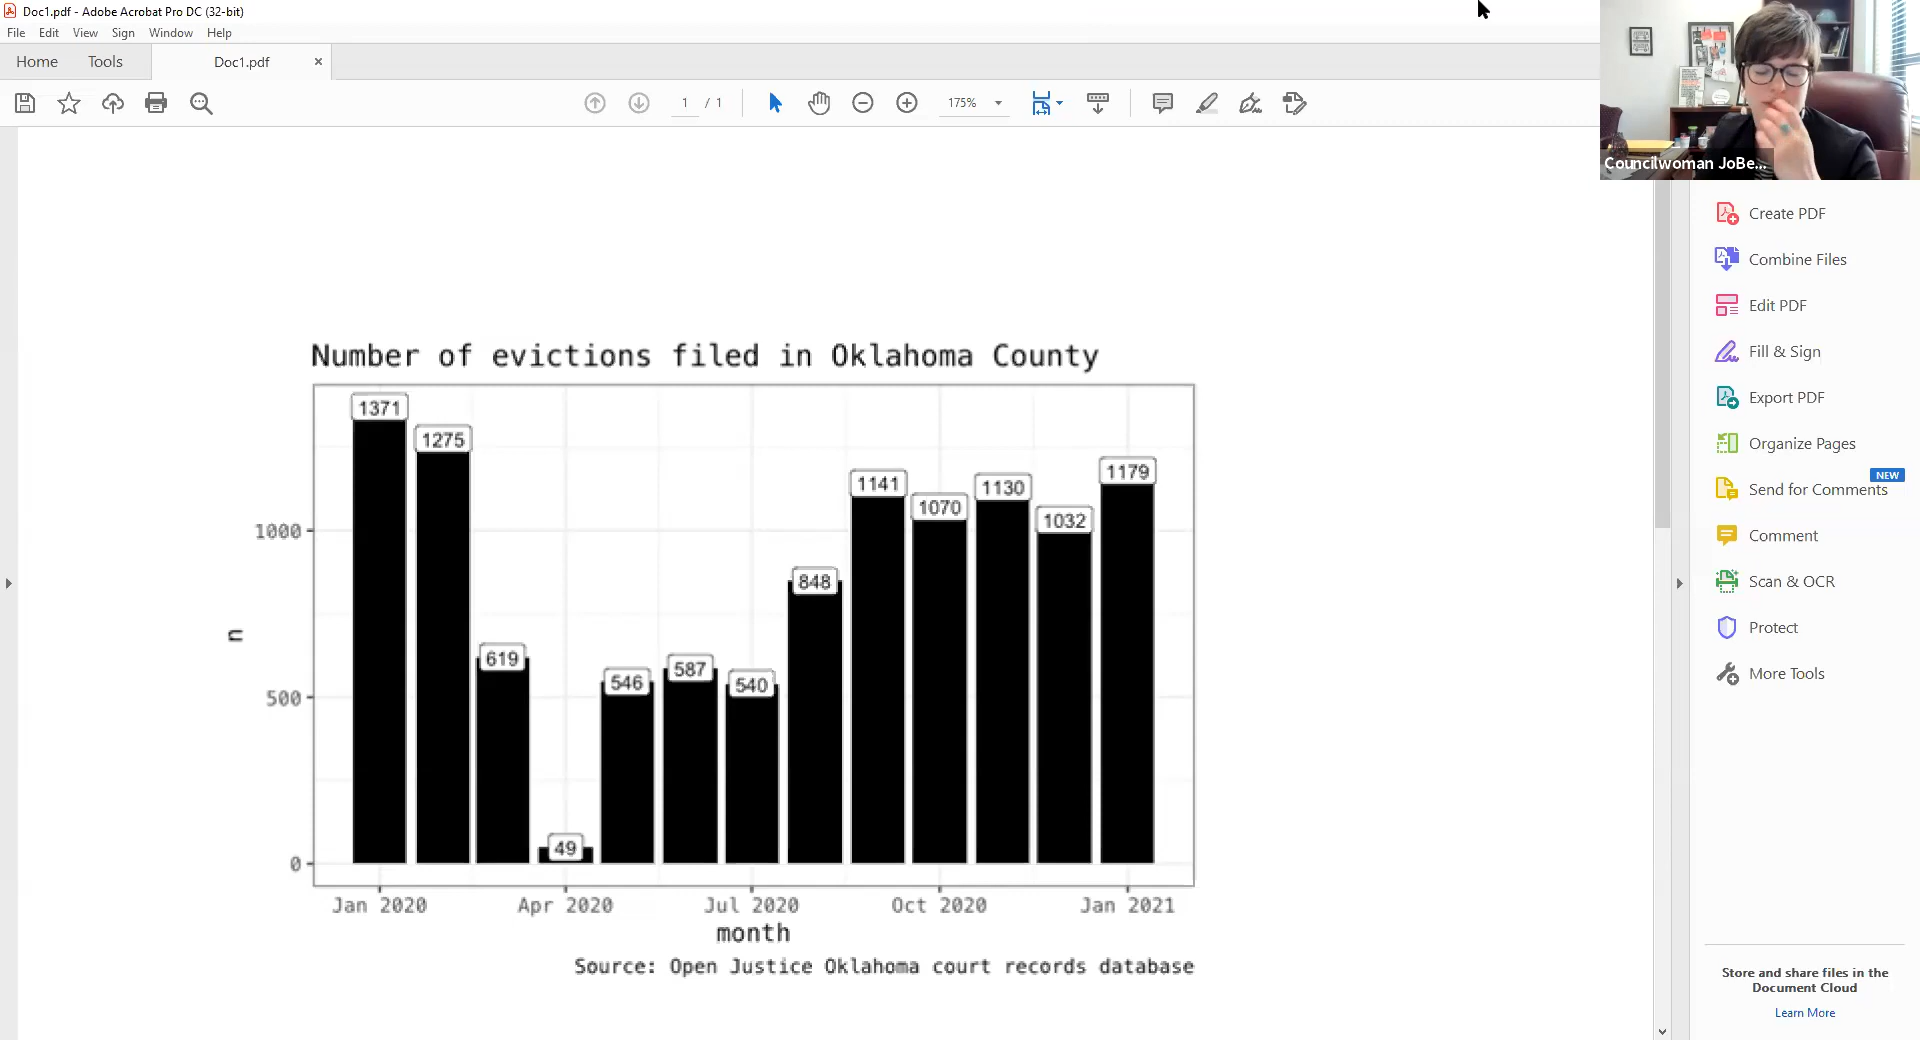 Doc1.pdf - Adobe Acrobat Pro DC (32-bit)
File Edit View Sign Window Help
Home Tools Doc1.pdf ×
1 / 1 175%
Councilwoman JoBe...
Create PDF
Combine Files
Edit PDF
Fill & Sign
Export PDF
Organize Pages
NEW
Send for Comments
Comment
Scan & OCR
Protect
More Tools
Store and share files in the
Document Cloud
Learn More
Number of evictions filed in Oklahoma County
1371
1275
619
49
546
587
540
848
1141
1070
1130
1032
1179
1000
500
0
n
Jan 2020 Apr 2020 Jul 2020 Oct 2020 Jan 2021
month
Source: Open Justice Oklahoma court records database